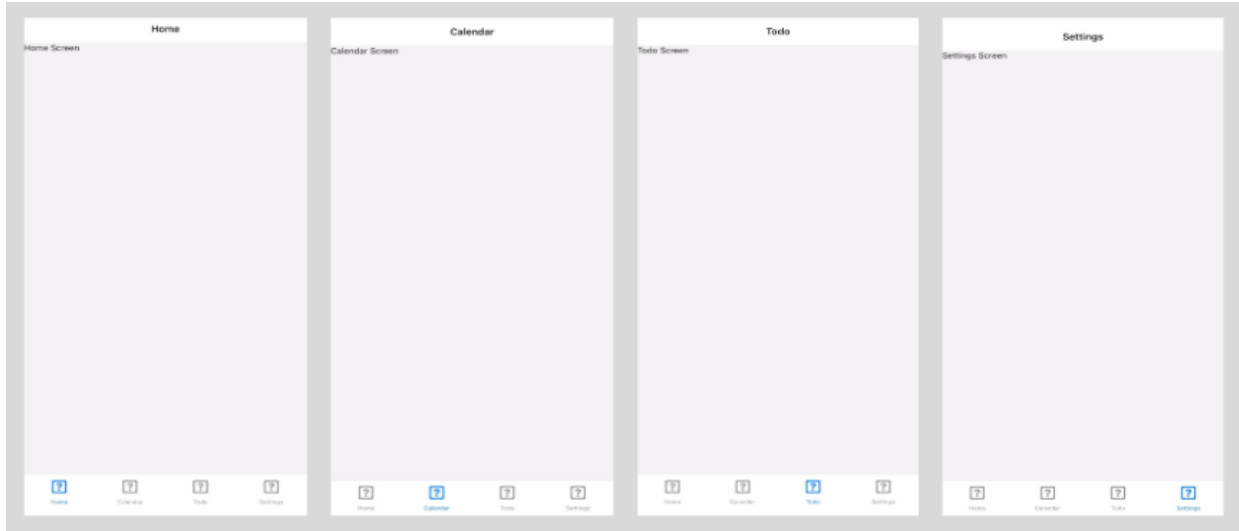 Home
Home Screen
? ? ? ?
Home Calendar Todo Settings
Calendar
Calendar Screen
? ? ? ?
Home Calendar Todo Settings
Todo
Todo Screen
? ? ? ?
Home Calendar Todo Settings
Settings
Settings Screen
? ? ? ?
Home Calendar Todo Settings